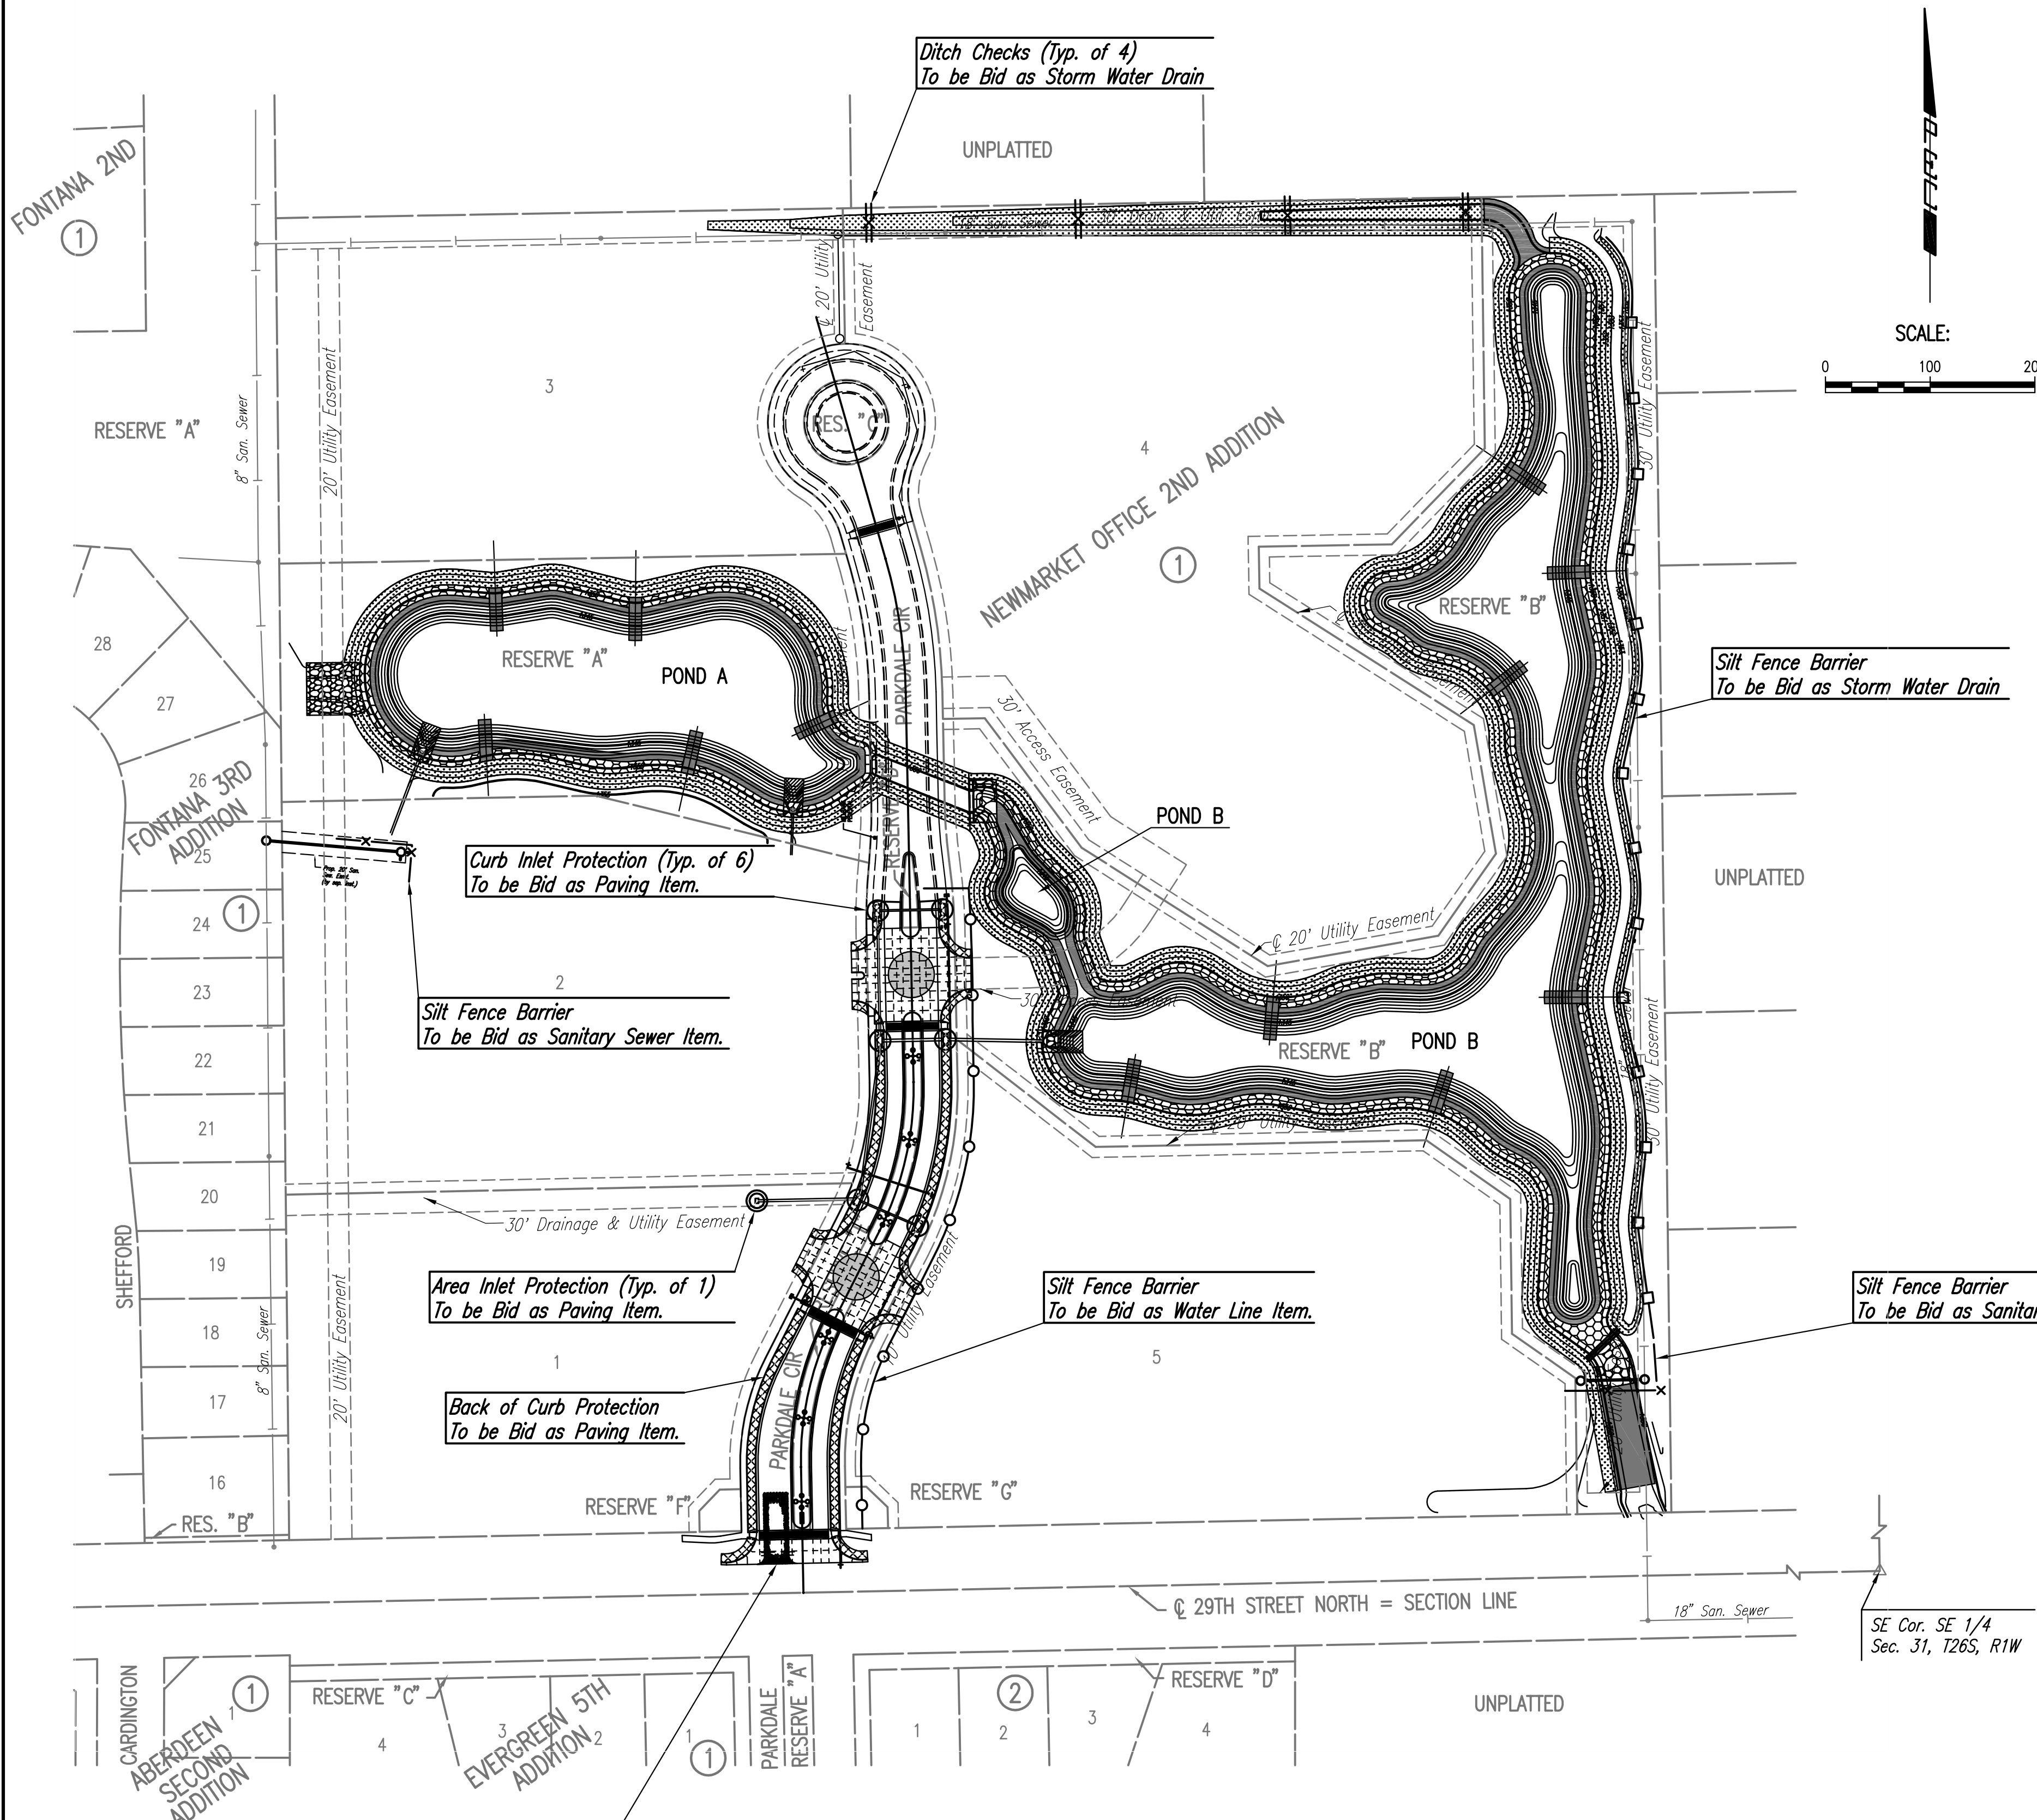 Ditch Checks (Typ. of 4)
To be Bid as Storm Water Drain
UNPLATTED
FONTANA 2ND
1
SCALE:
0 100 20
RESERVE "A"
8" San. Sewer
20' Utility Easement
3
℄ 20' Utility
Easement
RES. "C"
4
NEWMARKET OFFICE 2ND ADDITION
1
30' Utility Easement
RESERVE "B"
28
27
26
FONTANA 3RD
ADDITION
25
1
24
23
22
21
20
19
18
17
16
RES. "B"
SHEFFORD
RESERVE "A"
POND A
PARKDALE CIR
30' Access Easement
Silt Fence Barrier
To be Bid as Storm Water Drain
POND B
Curb Inlet Protection (Typ. of 6)
To be Bid as Paving Item.
UNPLATTED
Prop. 20' San.
℄ 20' Utility Easement
2
Silt Fence Barrier
To be Bid as Sanitary Sewer Item.
RESERVE "B"
POND B
30' Utility Easement
30' Drainage & Utility Easement
Area Inlet Protection (Typ. of 1)
To be Bid as Paving Item.
Silt Fence Barrier
To be Bid as Water Line Item.
Silt Fence Barrier
To be Bid as Sanitar
1
5
Back of Curb Protection
To be Bid as Paving Item.
PARKDALE CIR
8" San. Sewer
20' Utility Easement
RESERVE "F"
RESERVE "G"
℄ 29TH STREET NORTH = SECTION LINE
18" San. Sewer
SE Cor. SE 1/4
Sec. 31, T26S, R1W
CARDINGTON
1
1
ABERDEEN
SECOND
ADDITION
RESERVE "C"
4
3
2
1
EVERGREEN 5TH
ADDITION
1
PARKDALE
RESERVE "A"
2
RESERVE "D"
1
2
3
4
UNPLATTED